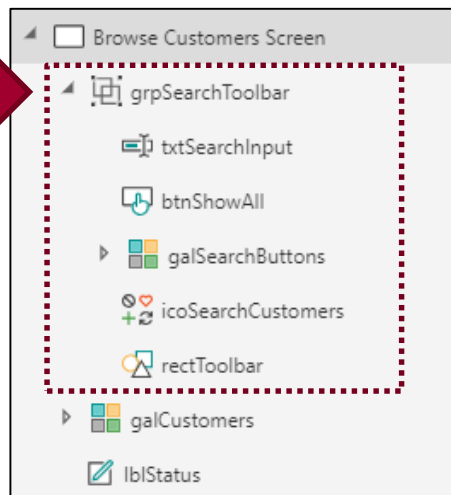 Browse Customers Screen
grpSearchToolbar
txtSearchInput
btnShowAll
galSearchButtons
icoSearchCustomers
rectToolbar
galCustomers
lblStatus